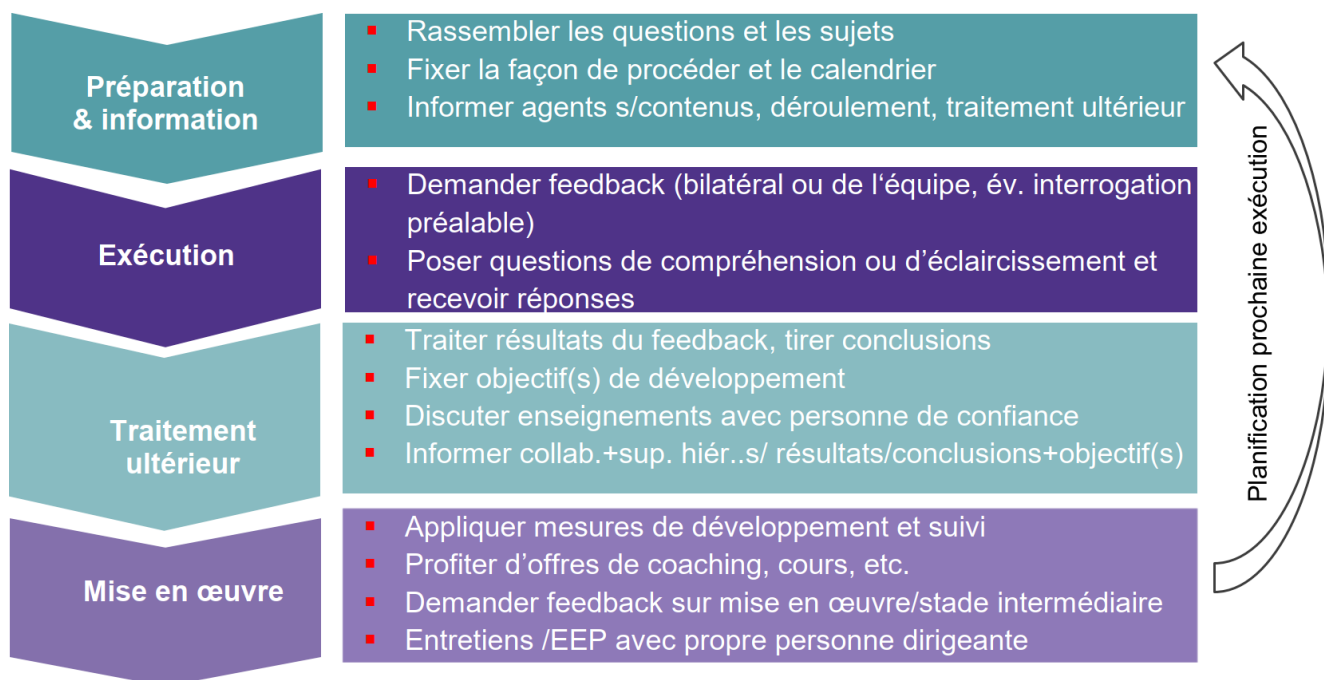 Préparation
& information
Rassembler les questions et les sujets
Fixer la façon de procéder et le calendrier
Informer agents s/contenus, déroulement, traitement ultérieur
Exécution
Demander feedback (bilatéral ou de l‘équipe, év. interrogation
préalable)
Poser questions de compréhension ou d’éclaircissement et
recevoir réponses
Traitement
ultérieur
Traiter résultats du feedback, tirer conclusions
Fixer objectif(s) de développement
Discuter enseignements avec personne de confiance
Informer collab.+sup. hiér..s/ résultats/conclusions+objectif(s)
Mise en œuvre
Appliquer mesures de développement et suivi
Profiter d’offres de coaching, cours, etc.
Demander feedback sur mise en œuvre/stade intermédiaire
Entretiens /EEP avec propre personne dirigeante
Planification prochaine exécution